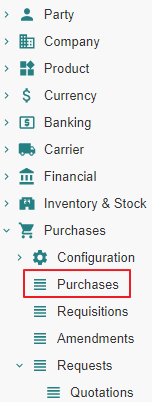 Party
Company
Product
Currency
Banking
Carrier
Financial
Inventory & Stock
Purchases
Configuration
Purchases
Requisitions
Amendments
Requests
Quotations